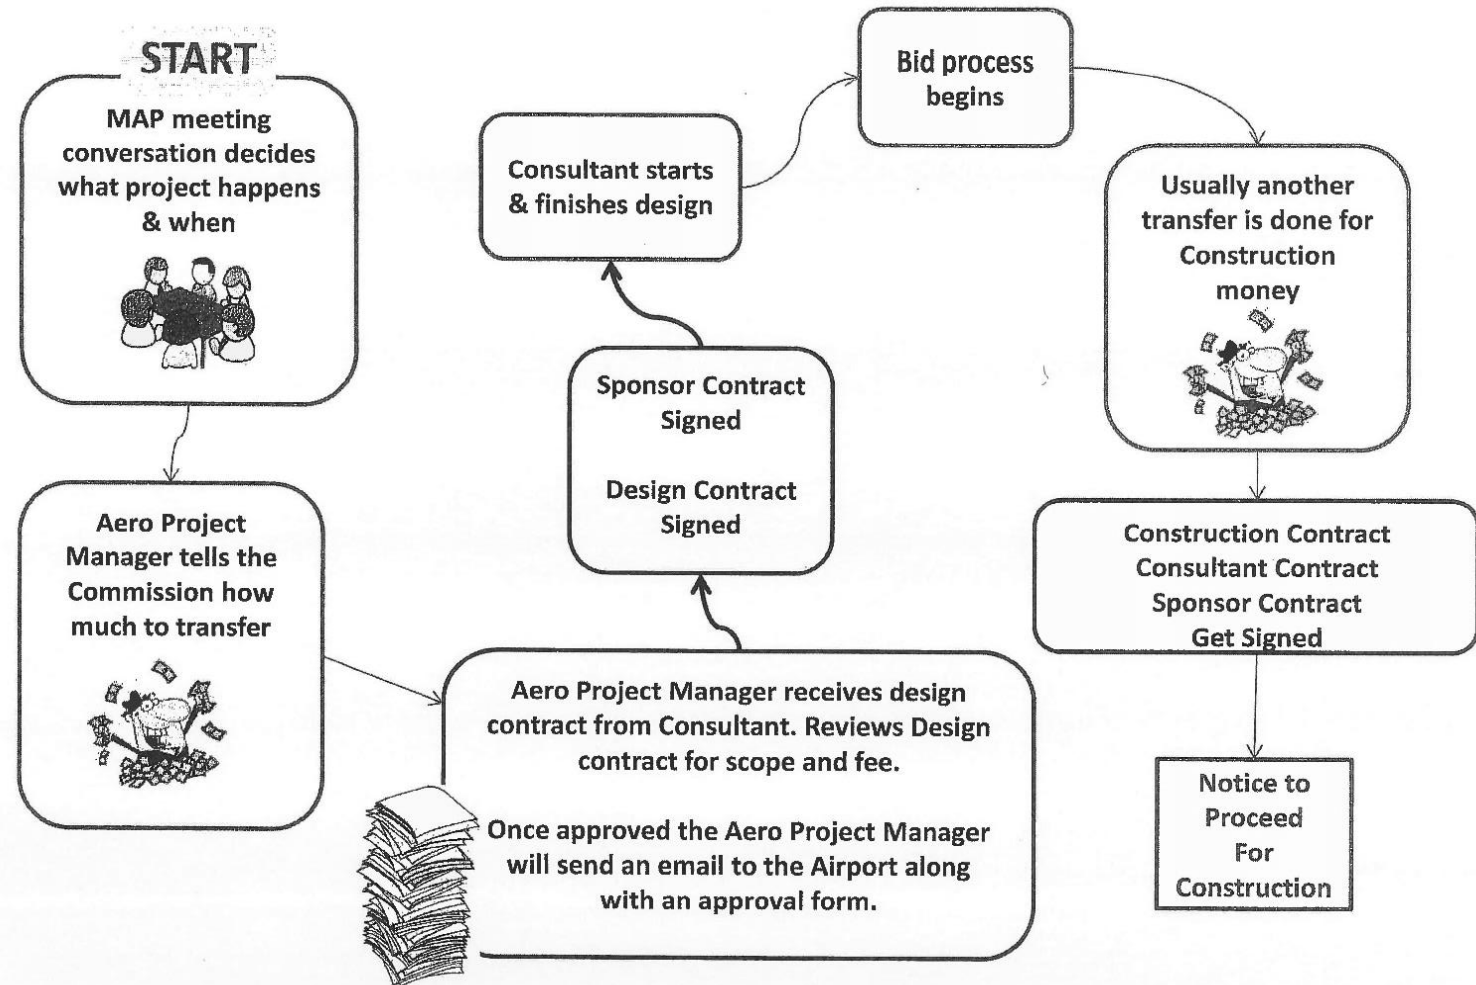 START
MAP meeting
conversation decides
what project happens
& when
Aero Project
Manager tells the
Commission how
much to transfer
Aero Project Manager receives design
contract from Consultant. Reviews Design
contract for scope and fee.
Once approved the Aero Project Manager
will send an email to the Airport along
with an approval form.
Sponsor Contract
Signed
Design Contract
Signed
Consultant starts
& finishes design
Bid process
begins
Usually another
transfer is done for
Construction
money
Construction Contract
Consultant Contract
Sponsor Contract
Get Signed
Notice to
Proceed
For
Construction